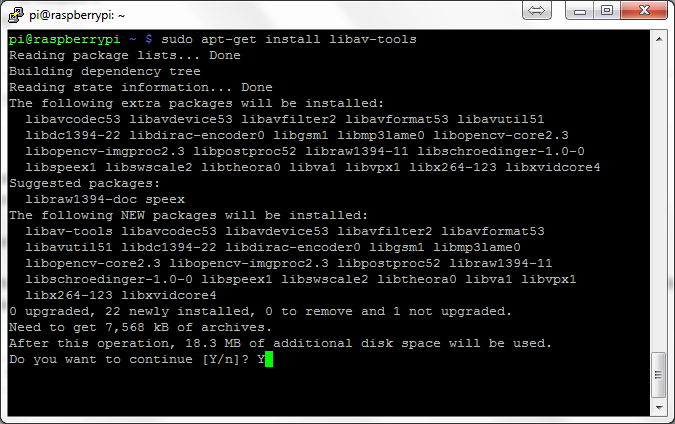 pi@raspberrypi: ~
pi@raspberrypi ~ $ sudo apt-get install libav-tools
Reading package lists... Done
Building dependency tree
Reading state information... Done
The following extra packages will be installed:
  libavcodec53 libavdevice53 libavfilter2 libavformat53 libavutil51
  libdc1394-22 libdirac-encoder0 libgsm1 libmp3lame0 libopencv-core2.3
  libopencv-imgproc2.3 libpostproc52 libraw1394-11 libschroedinger-1.0-0
  libspeex1 libswscale2 libtheora0 libva1 libvpx1 libx264-123 libxvidcore4
Suggested packages:
  libraw1394-doc speex
The following NEW packages will be installed:
  libav-tools libavcodec53 libavdevice53 libavfilter2 libavformat53
  libavutil51 libdc1394-22 libdirac-encoder0 libgsm1 libmp3lame0
  libopencv-core2.3 libopencv-imgproc2.3 libpostproc52 libraw1394-11
  libschroedinger-1.0-0 libspeex1 libswscale2 libtheora0 libva1 libvpx1
  libx264-123 libxvidcore4
0 upgraded, 22 newly installed, 0 to remove and 1 not upgraded.
Need to get 7,568 kB of archives.
After this operation, 18.3 MB of additional disk space will be used.
Do you want to continue [Y/n]? Y